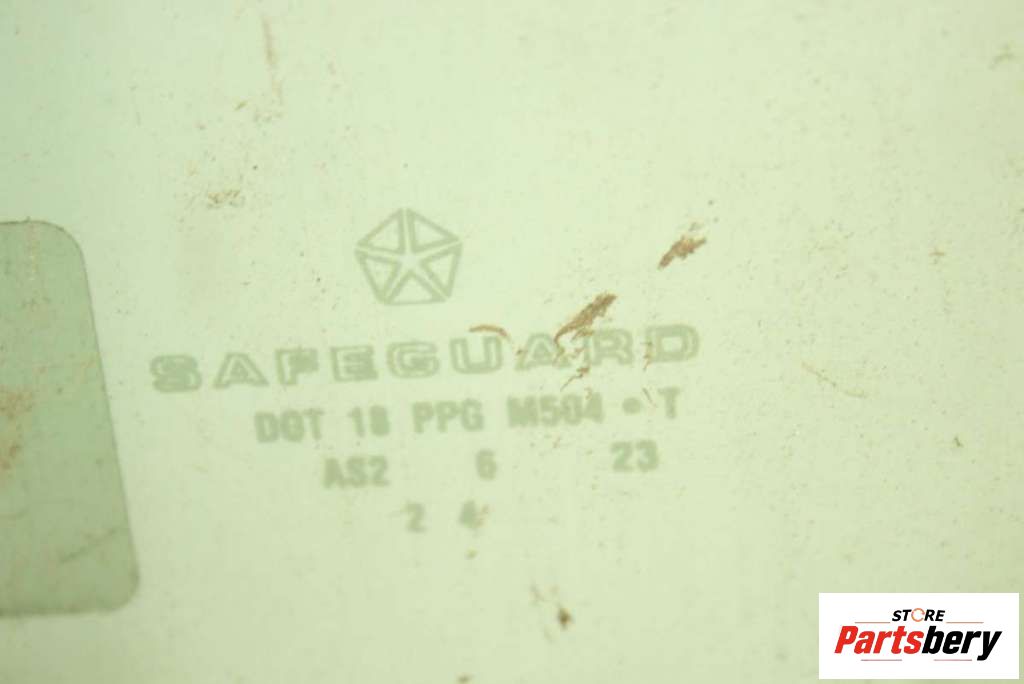 SAFEGUARD
DOT 18 PPG M504 • T
AS2 6 23
2 4
STORE
Partsbery